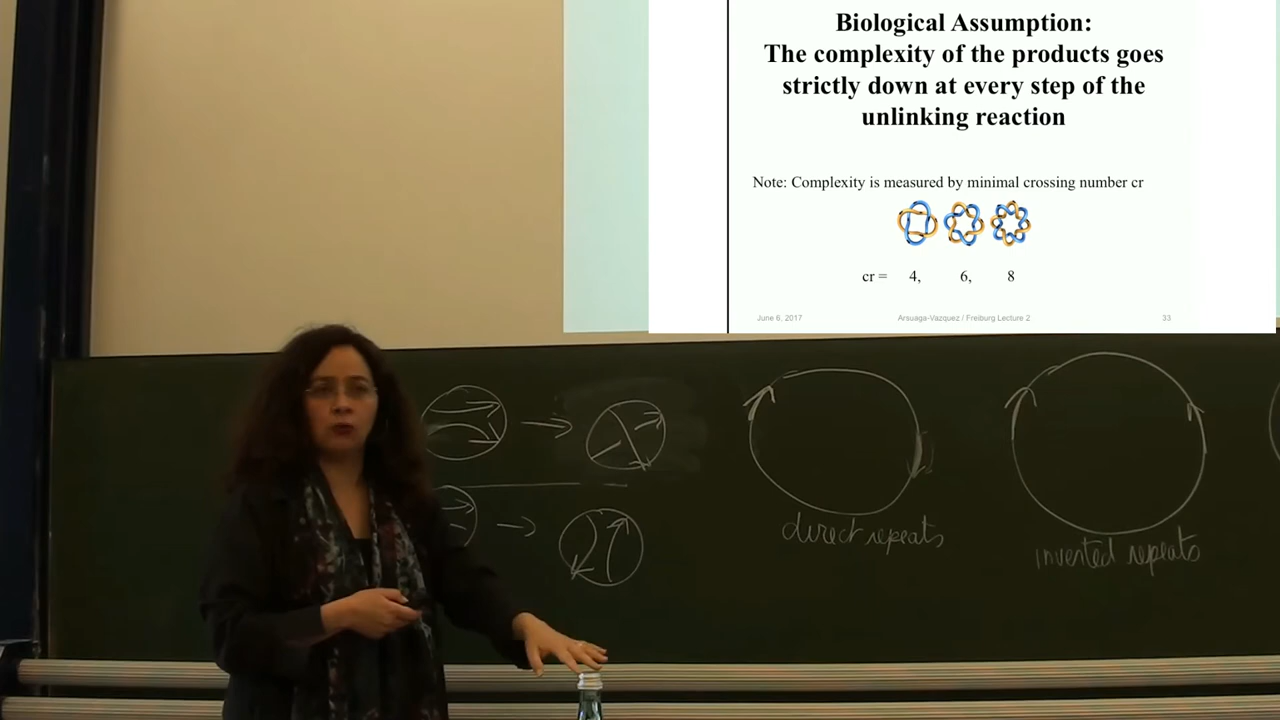 Biological Assumption:
The complexity of the products goes
strictly down at every step of the
unlinking reaction
Note: Complexity is measured by minimal crossing number cr
cr = 4, 6, 8
June 6, 2017 Arsuaga-Vazquez / Freiburg Lecture 2 33
direct repeats
inverted repeats